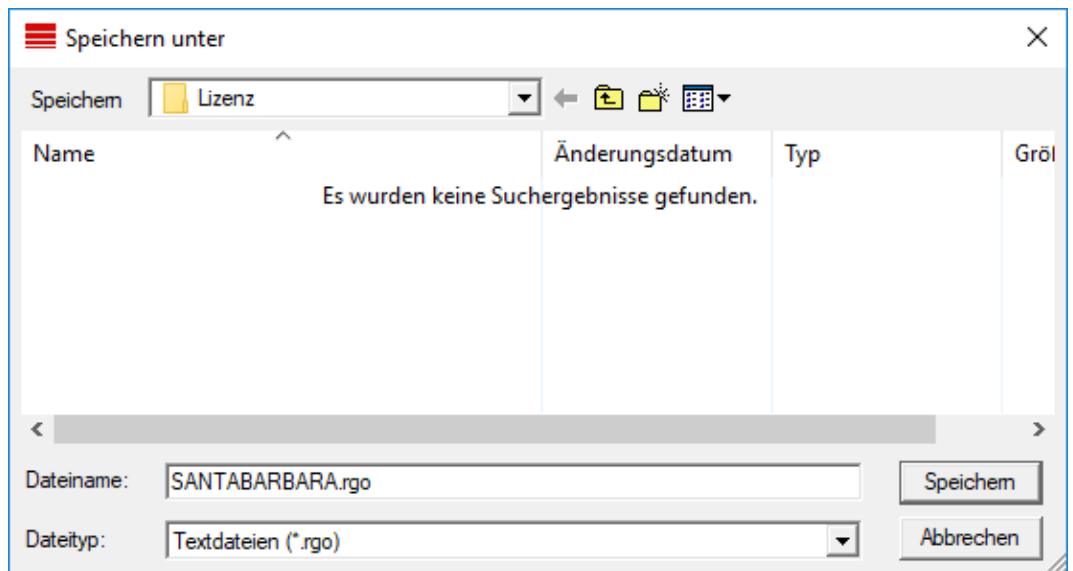 Speichern unter
Speichern Lizenz
Name Änderungsdatum Typ Größ
Es wurden keine Suchergebnisse gefunden.
Dateiname: SANTABARBARA.rgo Speichern
Dateityp: Textdateien (*.rgo) Abbrechen